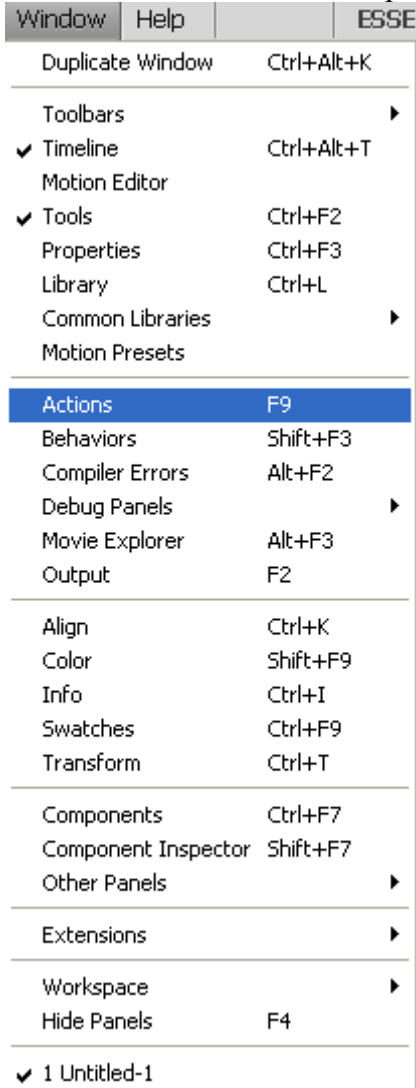 Window Help ESSE
Duplicate Window Ctrl+Alt+K
Toolbars
Timeline Ctrl+Alt+T
Motion Editor
Tools Ctrl+F2
Properties Ctrl+F3
Library Ctrl+L
Common Libraries
Motion Presets
Actions F9
Behaviors Shift+F3
Compiler Errors Alt+F2
Debug Panels
Movie Explorer Alt+F3
Output F2
Align Ctrl+K
Color Shift+F9
Info Ctrl+I
Swatches Ctrl+F9
Transform Ctrl+T
Components Ctrl+F7
Component Inspector Shift+F7
Other Panels
Extensions
Workspace
Hide Panels F4
1 Untitled-1